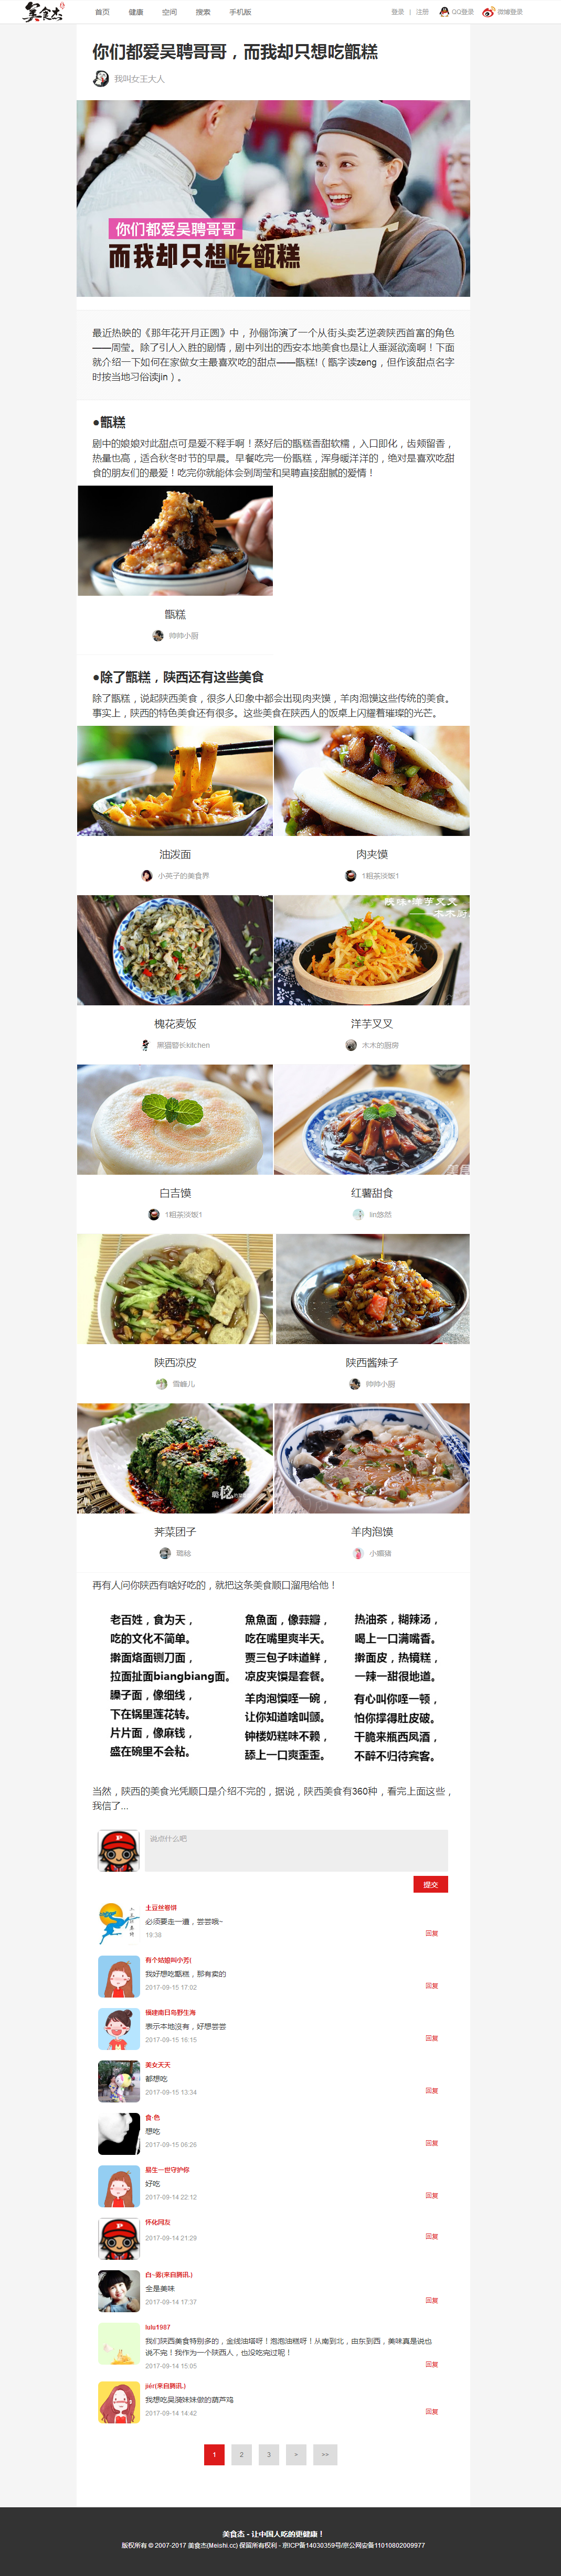 美食杰
首页 健康 空间 搜索 手机版 登录 | 注册 QQ登录 微博登录
你们都爱吴聘哥哥，而我却只想吃甑糕
我叫女王大人
你们都爱吴聘哥哥
而我却只想吃甑糕
最近热映的《那年花开月正圆》中，孙俪饰演了一个从街头卖艺逆袭陕西首富的角色
——周莹。除了引人入胜的剧情，剧中列出的西安本地美食也是让人垂涎欲滴啊！下面
就介绍一下如何在家做女主最喜欢吃的甜点——甑糕!（甑字读zeng，但作该甜点名字
时按当地习俗读jin）。
●甑糕
剧中的娘娘对此甜点可是爱不释手啊！蒸好后的甑糕香甜软糯，入口即化，齿颊留香，
热量也高，适合秋冬时节的早晨。早餐吃完一份甑糕，浑身暖洋洋的，绝对是喜欢吃甜
食的朋友们的最爱！吃完你就能体会到周莹和吴聘直接甜腻的爱情！
甑糕
帅帅小厨
●除了甑糕，陕西还有这些美食
除了甑糕，说起陕西美食，很多人印象中都会出现肉夹馍，羊肉泡馍这些传统的美食。
事实上，陕西的特色美食还有很多。这些美食在陕西人的饭桌上闪耀着璀璨的光芒。
油泼面 肉夹馍
小英子的美食界 1粗茶淡饭1
辣味•洋芋叉叉
——木木厨
槐花麦饭 洋芋叉叉
黑猫警长kitchen 木木的厨房
白吉馍 红薯甜食
1粗茶淡饭1 lin悠然
陕西凉皮 陕西酱辣子
雪峰儿 帅帅小厨
荠菜团子 羊肉泡馍
小嘴猪
再有人问你陕西有啥好吃的，就把这条美食顺口溜甩给他！
老百姓，食为天，
吃的文化不简单。
擀面烙面铡刀面，
拉面扯面biangbiang面。
臊子面，像细线，
下在锅里莲花转。
片片面，像麻钱，
盛在碗里不会粘。
魚魚面，像蒜瓣，
吃在嘴里爽半天。
贾三包子味道鲜，
凉皮夹馍是套餐。
羊肉泡馍咥一碗，
让你知道啥叫颤。
钟楼奶糕味不赖，
舔上一口爽歪歪。
热油茶，糊辣汤，
喝上一口满嘴香。
擀面皮，热镜糕，
一辣一甜很地道。
有心叫你咥一顿，
怕你撑得肚皮破。
干脆来瓶西凤酒，
不醉不归待宾客。
当然，陕西的美食光凭顺口是介绍不完的，据说，陕西美食有360种，看完上面这些，
我信了...
说点什么吧
提交
土豆丝卷饼
必须要走一遭，尝尝哦~
19:38 回复
有个姑娘叫小芳(
我好想吃甑糕，那有卖的
2017-09-15 17:02 回复
福建南日岛野生海
表示本地没有，好想尝尝
2017-09-15 16:15 回复
美女天天
都想吃
2017-09-15 13:34 回复
食·色
想吃
2017-09-15 06:26 回复
易生一世守护你
好吃
2017-09-14 22:12 回复
怀化网友
2017-09-14 21:29 回复
白~雾(来自腾讯.)
全是美味
2017-09-14 17:37 回复
lulu1987
我们陕西美食特别多的，金线油塔呀！泡泡油糕呀！从南到北，由东到西，美味真是说也
说不完！我作为一个陕西人，也没吃完过呢！
2017-09-14 15:05 回复
jiér(来自腾讯.)
我想吃吴漪妹妹做的葫芦鸡
2017-09-14 14:42 回复
1 2 3 > >>
美食杰 - 让中国人吃的更健康！
版权所有 © 2007-2017 美食杰(Meishi.cc) 保留所有权利 - 京ICP备14030359号/京公网安备11010802009977